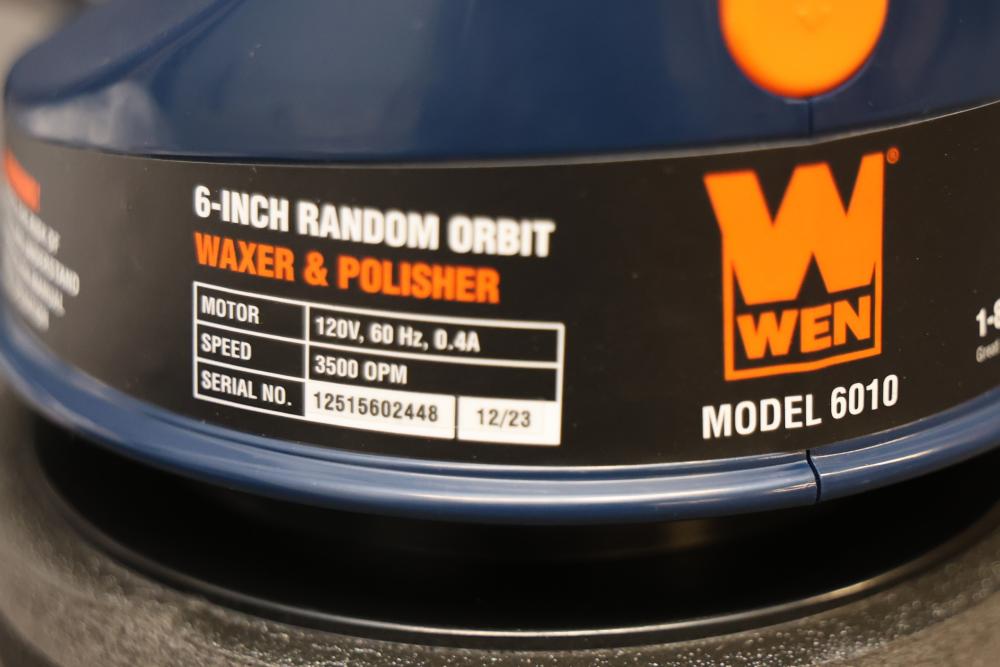 6-INCH RANDOM ORBIT
WAXER & POLISHER
MOTOR 120V, 60 Hz, 0.4A
SPEED 3500 OPM
SERIAL NO. 12515602448 12/23
W®
WEN
MODEL 6010